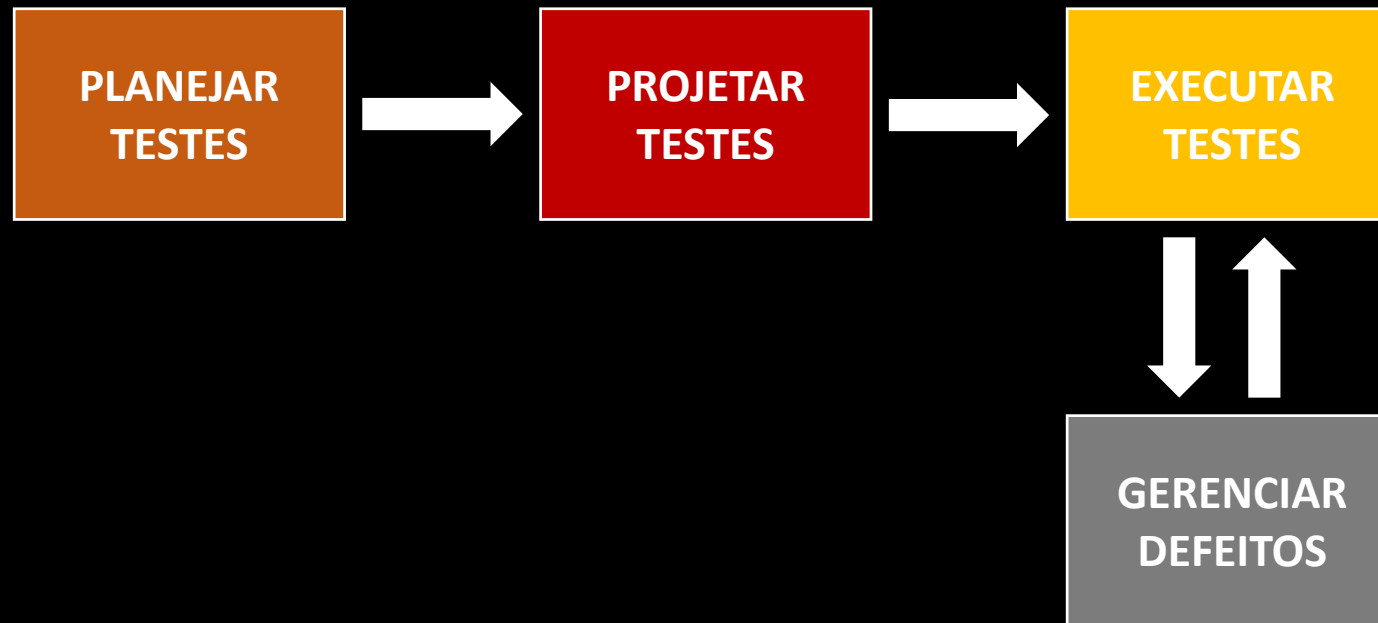 PLANEJAR
TESTES
PROJETAR
TESTES
EXECUTAR
TESTES
GERENCIAR
DEFEITOS